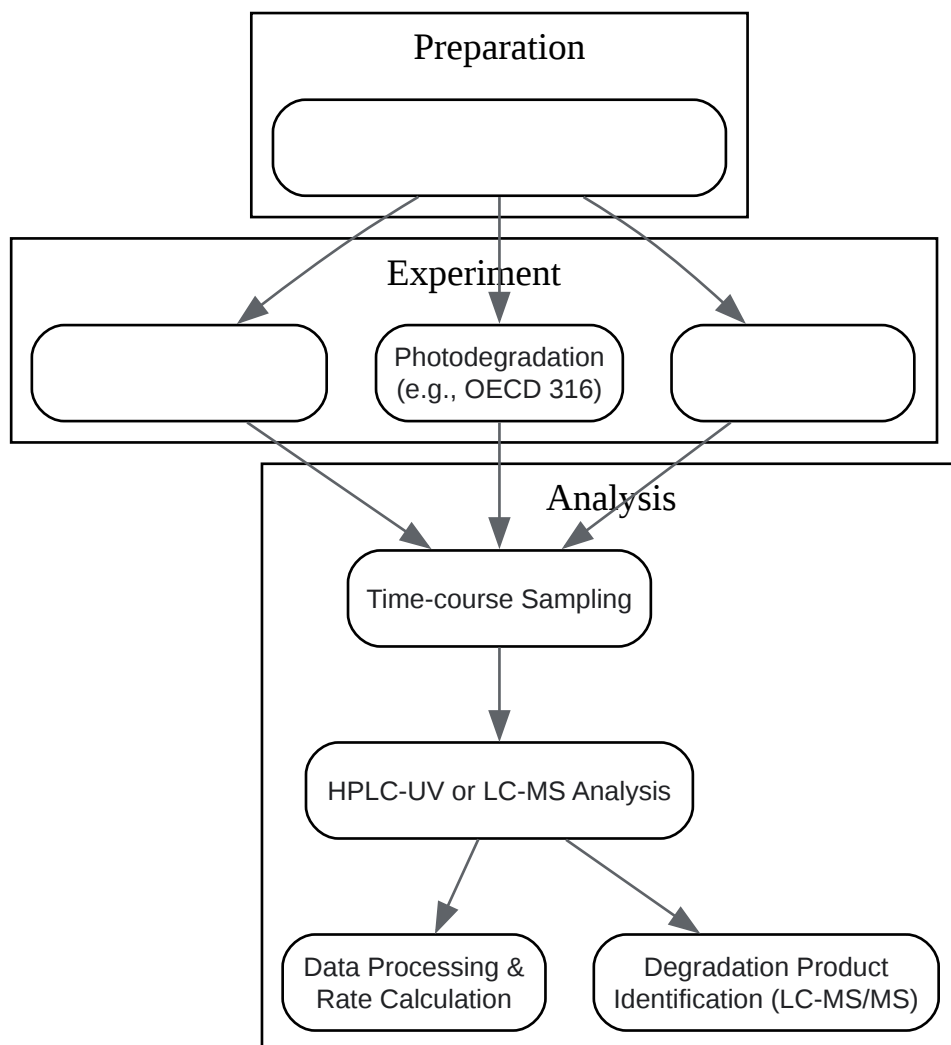 Preparation
Experiment
Photodegradation
(e.g., OECD 316)
Analysis
Time-course Sampling
HPLC-UV or LC-MS Analysis
Data Processing &
Rate Calculation
Degradation Product
Identification (LC-MS/MS)